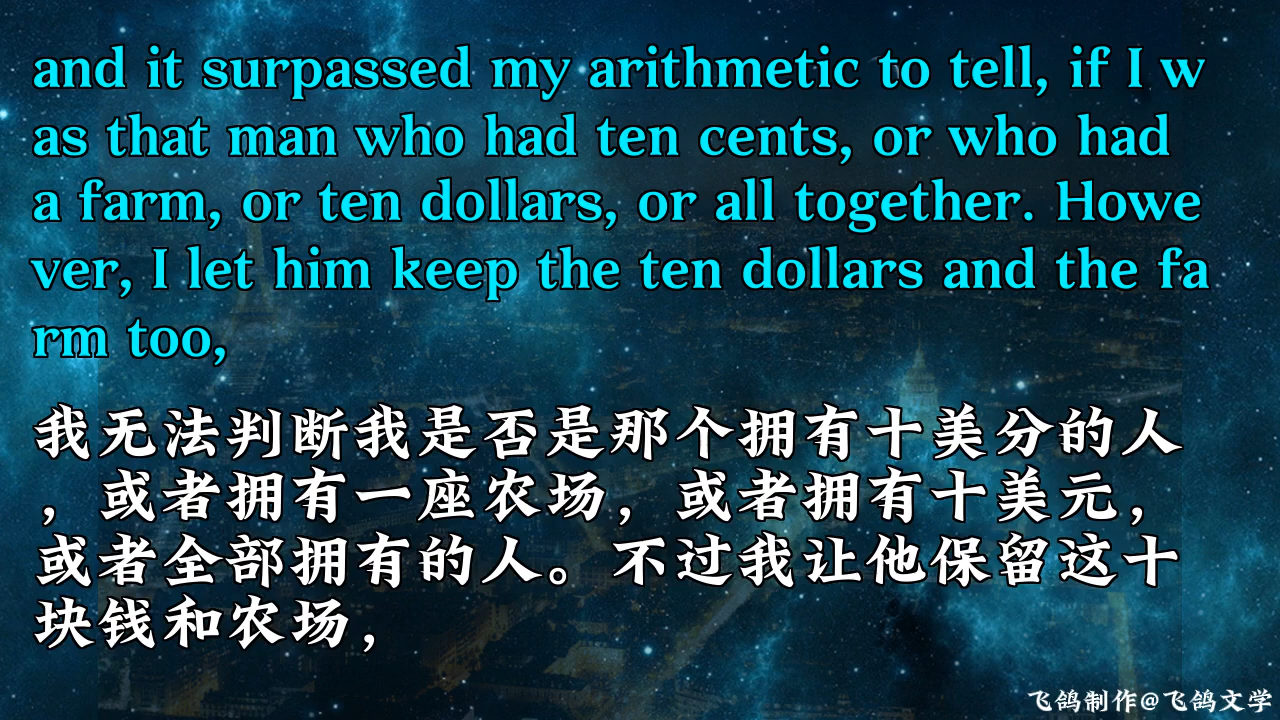 and it surpassed my arithmetic to tell, if I w
as that man who had ten cents, or who had
a farm, or ten dollars, or all together. Howe
ver, I let him keep the ten dollars and the fa
rm too,
我无法判断我是否是那个拥有十美分的人
，或者拥有一座农场，或者拥有十美元，
或者全部拥有的人。不过我让他保留这十
块钱和农场，
飞鸽制作@飞鸽文学